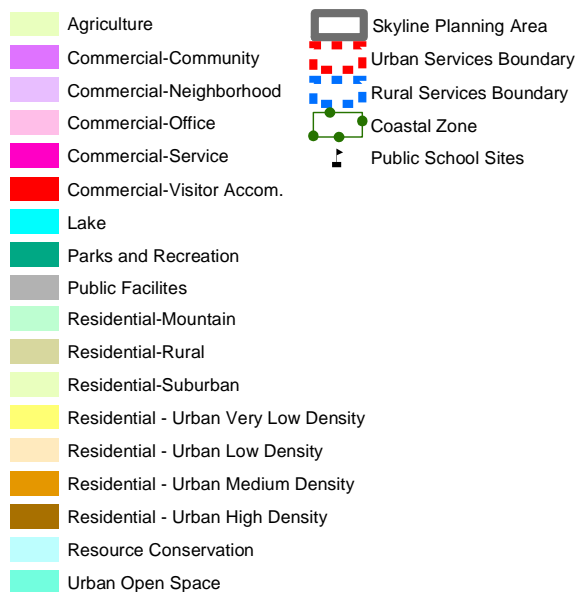 Agriculture
Commercial-Community
Commercial-Neighborhood
Commercial-Office
Commercial-Service
Commercial-Visitor Accom.
Lake
Parks and Recreation
Public Facilites
Residential-Mountain
Residential-Rural
Residential-Suburban
Residential - Urban Very Low Density
Residential - Urban Low Density
Residential - Urban Medium Density
Residential - Urban High Density
Resource Conservation
Urban Open Space
Skyline Planning Area
Urban Services Boundary
Rural Services Boundary
Coastal Zone
Public School Sites